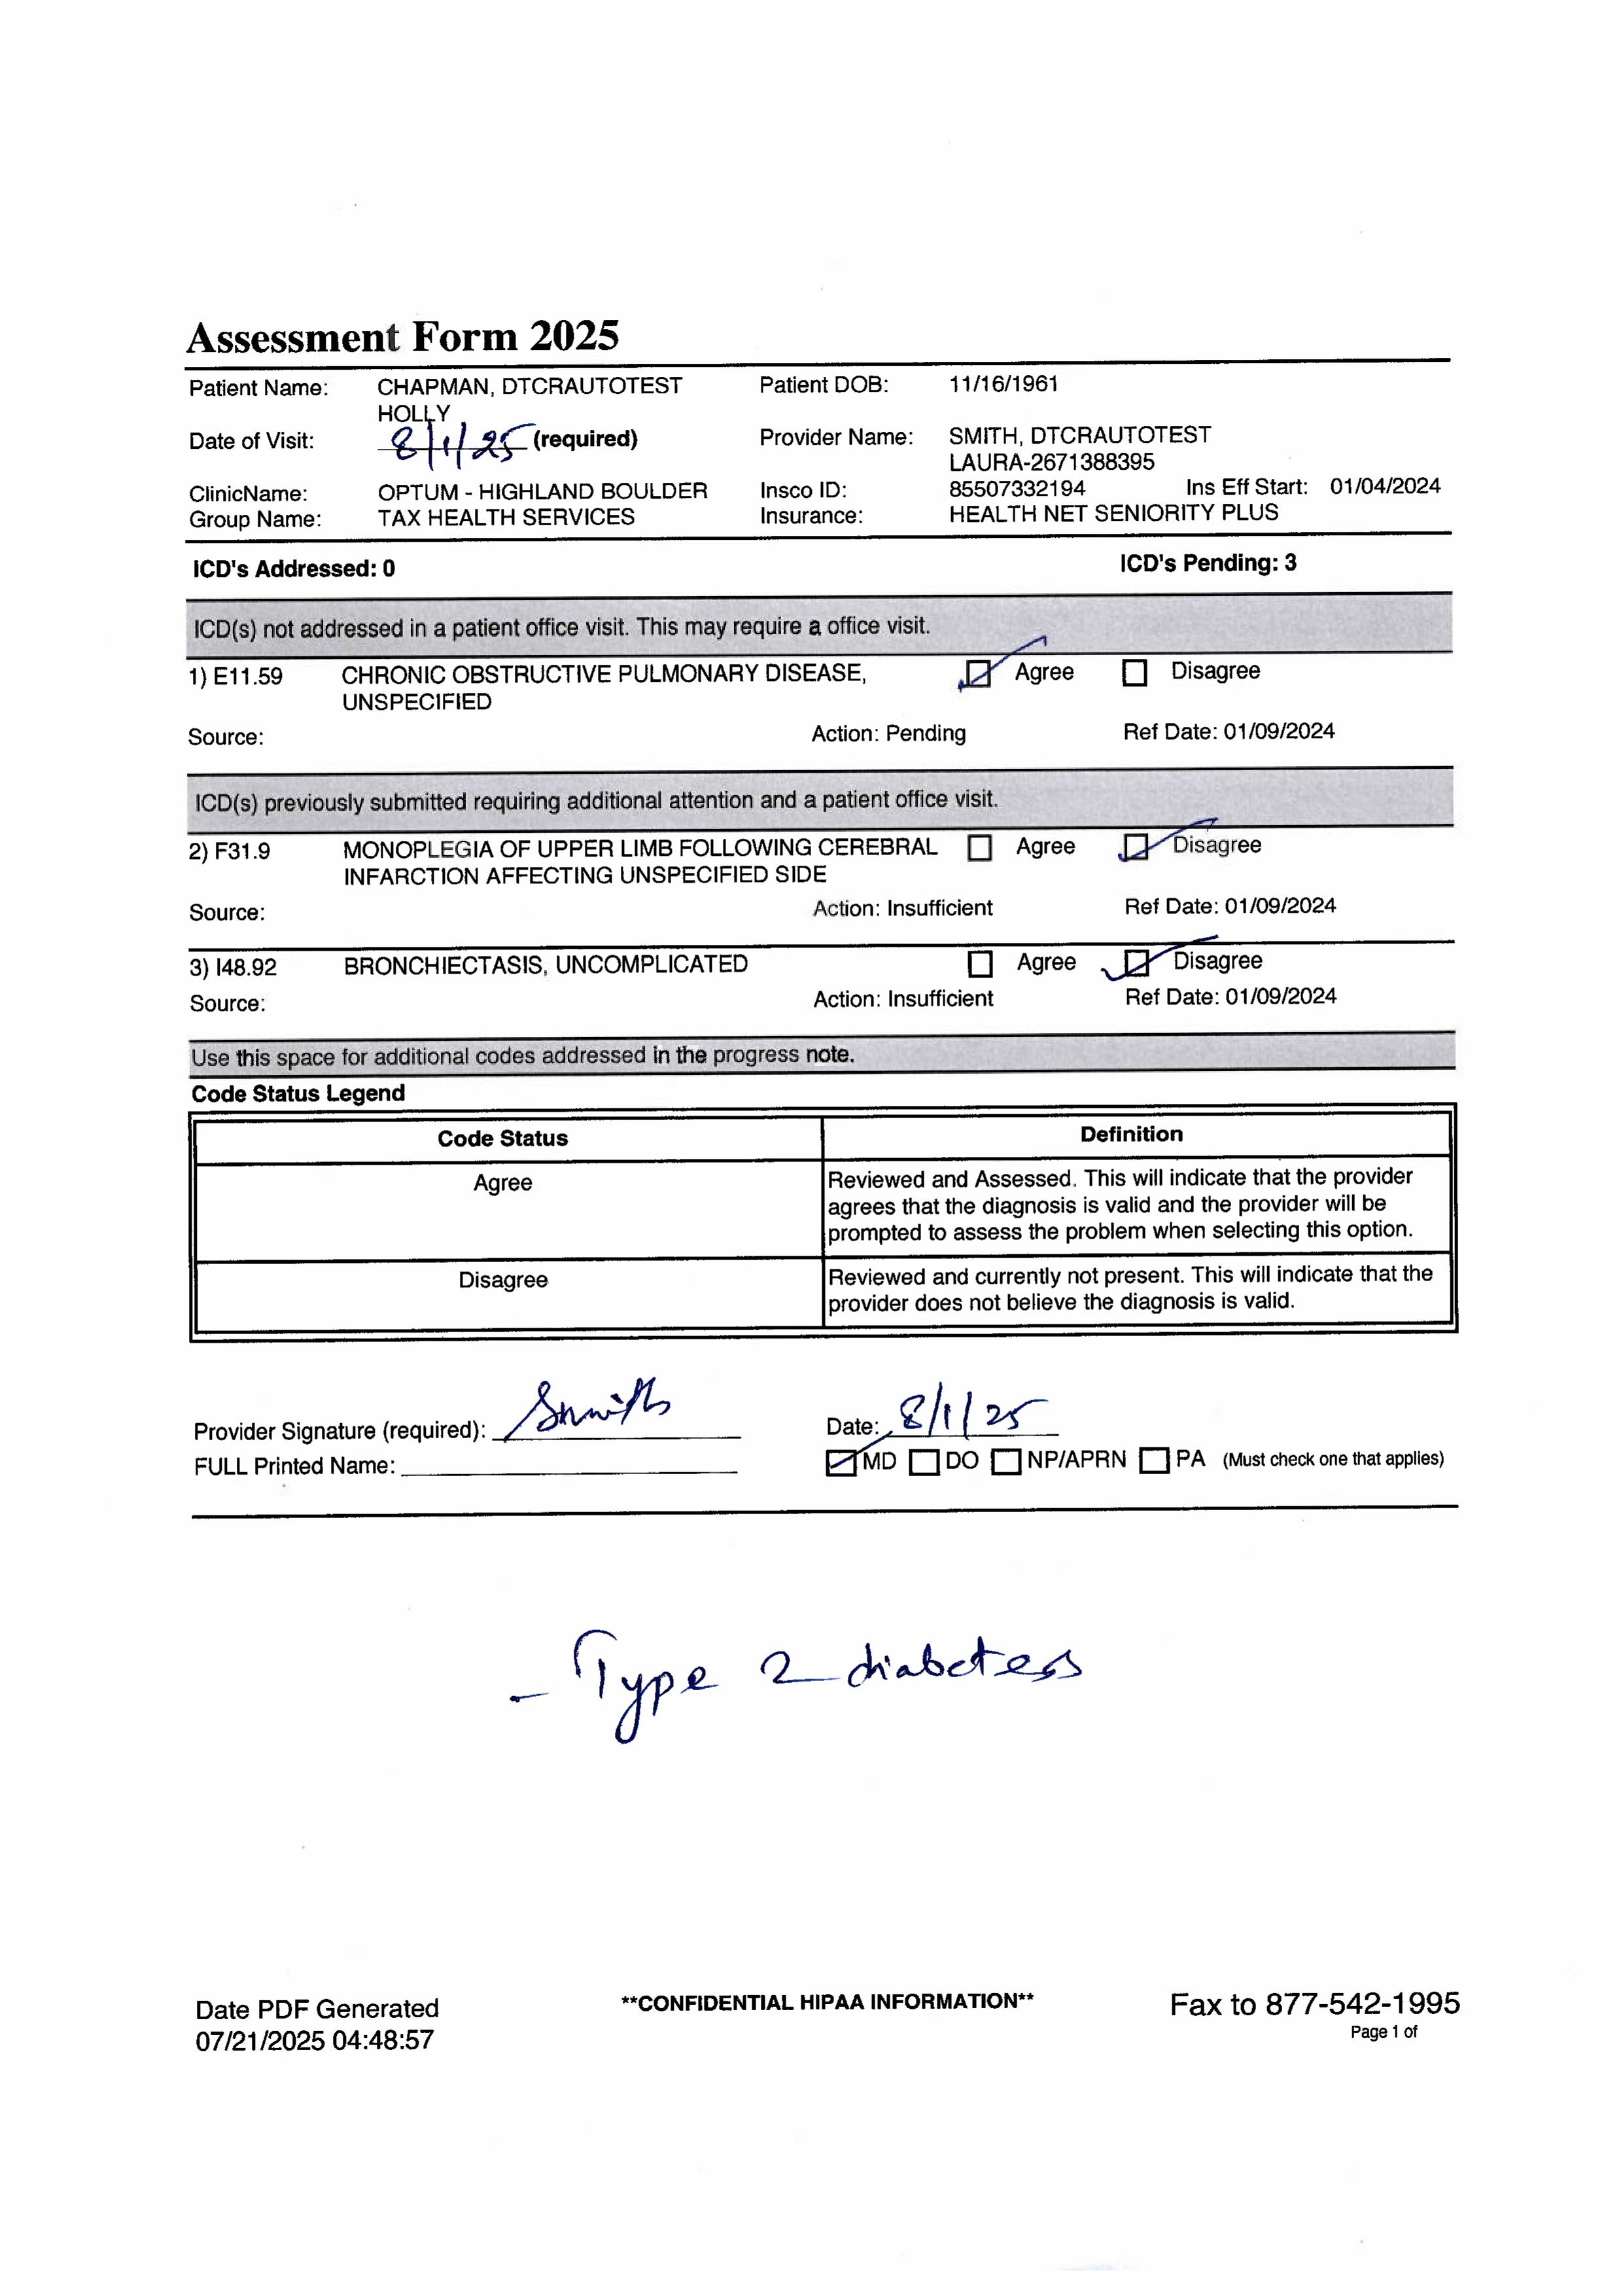 Assessment Form 2025
Patient Name: CHAPMAN, DTCRAUTOTEST Patient DOB: 11/16/1961
HOLLY
Date of Visit: 8/1/25 (required) Provider Name: SMITH, DTCRAUTOTEST
LAURA-2671388395
ClinicName: OPTUM - HIGHLAND BOULDER Insco ID: 85507332194 Ins Eff Start: 01/04/2024
Group Name: TAX HEALTH SERVICES Insurance: HEALTH NET SENIORITY PLUS
ICD's Addressed: 0 ICD's Pending: 3
ICD(s) not addressed in a patient office visit. This may require a office visit.
1) E11.59 CHRONIC OBSTRUCTIVE PULMONARY DISEASE, Agree Disagree
UNSPECIFIED
Source: Action: Pending Ref Date: 01/09/2024
ICD(s) previously submitted requiring additional attention and a patient office visit.
2) F31.9 MONOPLEGIA OF UPPER LIMB FOLLOWING CEREBRAL Agree Disagree
INFARCTION AFFECTING UNSPECIFIED SIDE
Source: Action: Insufficient Ref Date: 01/09/2024
3) I48.92 BRONCHIECTASIS, UNCOMPLICATED Agree Disagree
Source: Action: Insufficient Ref Date: 01/09/2024
Use this space for additional codes addressed in the progress note.
Code Status Legend
Code Status Definition
Agree Reviewed and Assessed. This will indicate that the provider
agrees that the diagnosis is valid and the provider will be
prompted to assess the problem when selecting this option.
Disagree Reviewed and currently not present. This will indicate that the
provider does not believe the diagnosis is valid.
Provider Signature (required): Smith Date: 8/1/25
FULL Printed Name: MD DO NP/APRN PA (Must check one that applies)
- Type 2 diabetess
Date PDF Generated **CONFIDENTIAL HIPAA INFORMATION** Fax to 877-542-1995
07/21/2025 04:48:57 Page 1 of